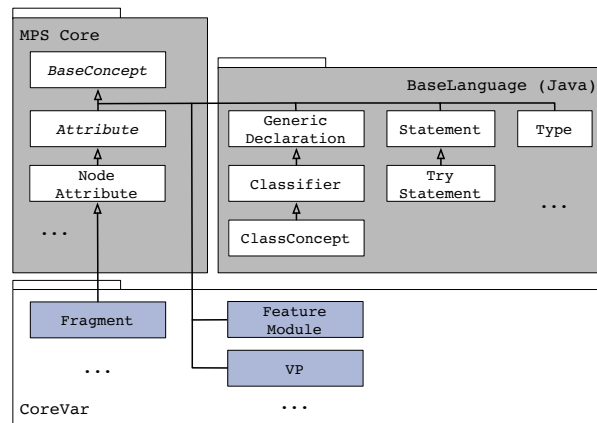 MPS Core
BaseConcept
Attribute
Node
Attribute
...
BaseLanguage (Java)
Generic
Declaration
Statement
Type
Classifier
Try
Statement
ClassConcept
...
Fragment
Feature
Module
VP
...
...
CoreVar